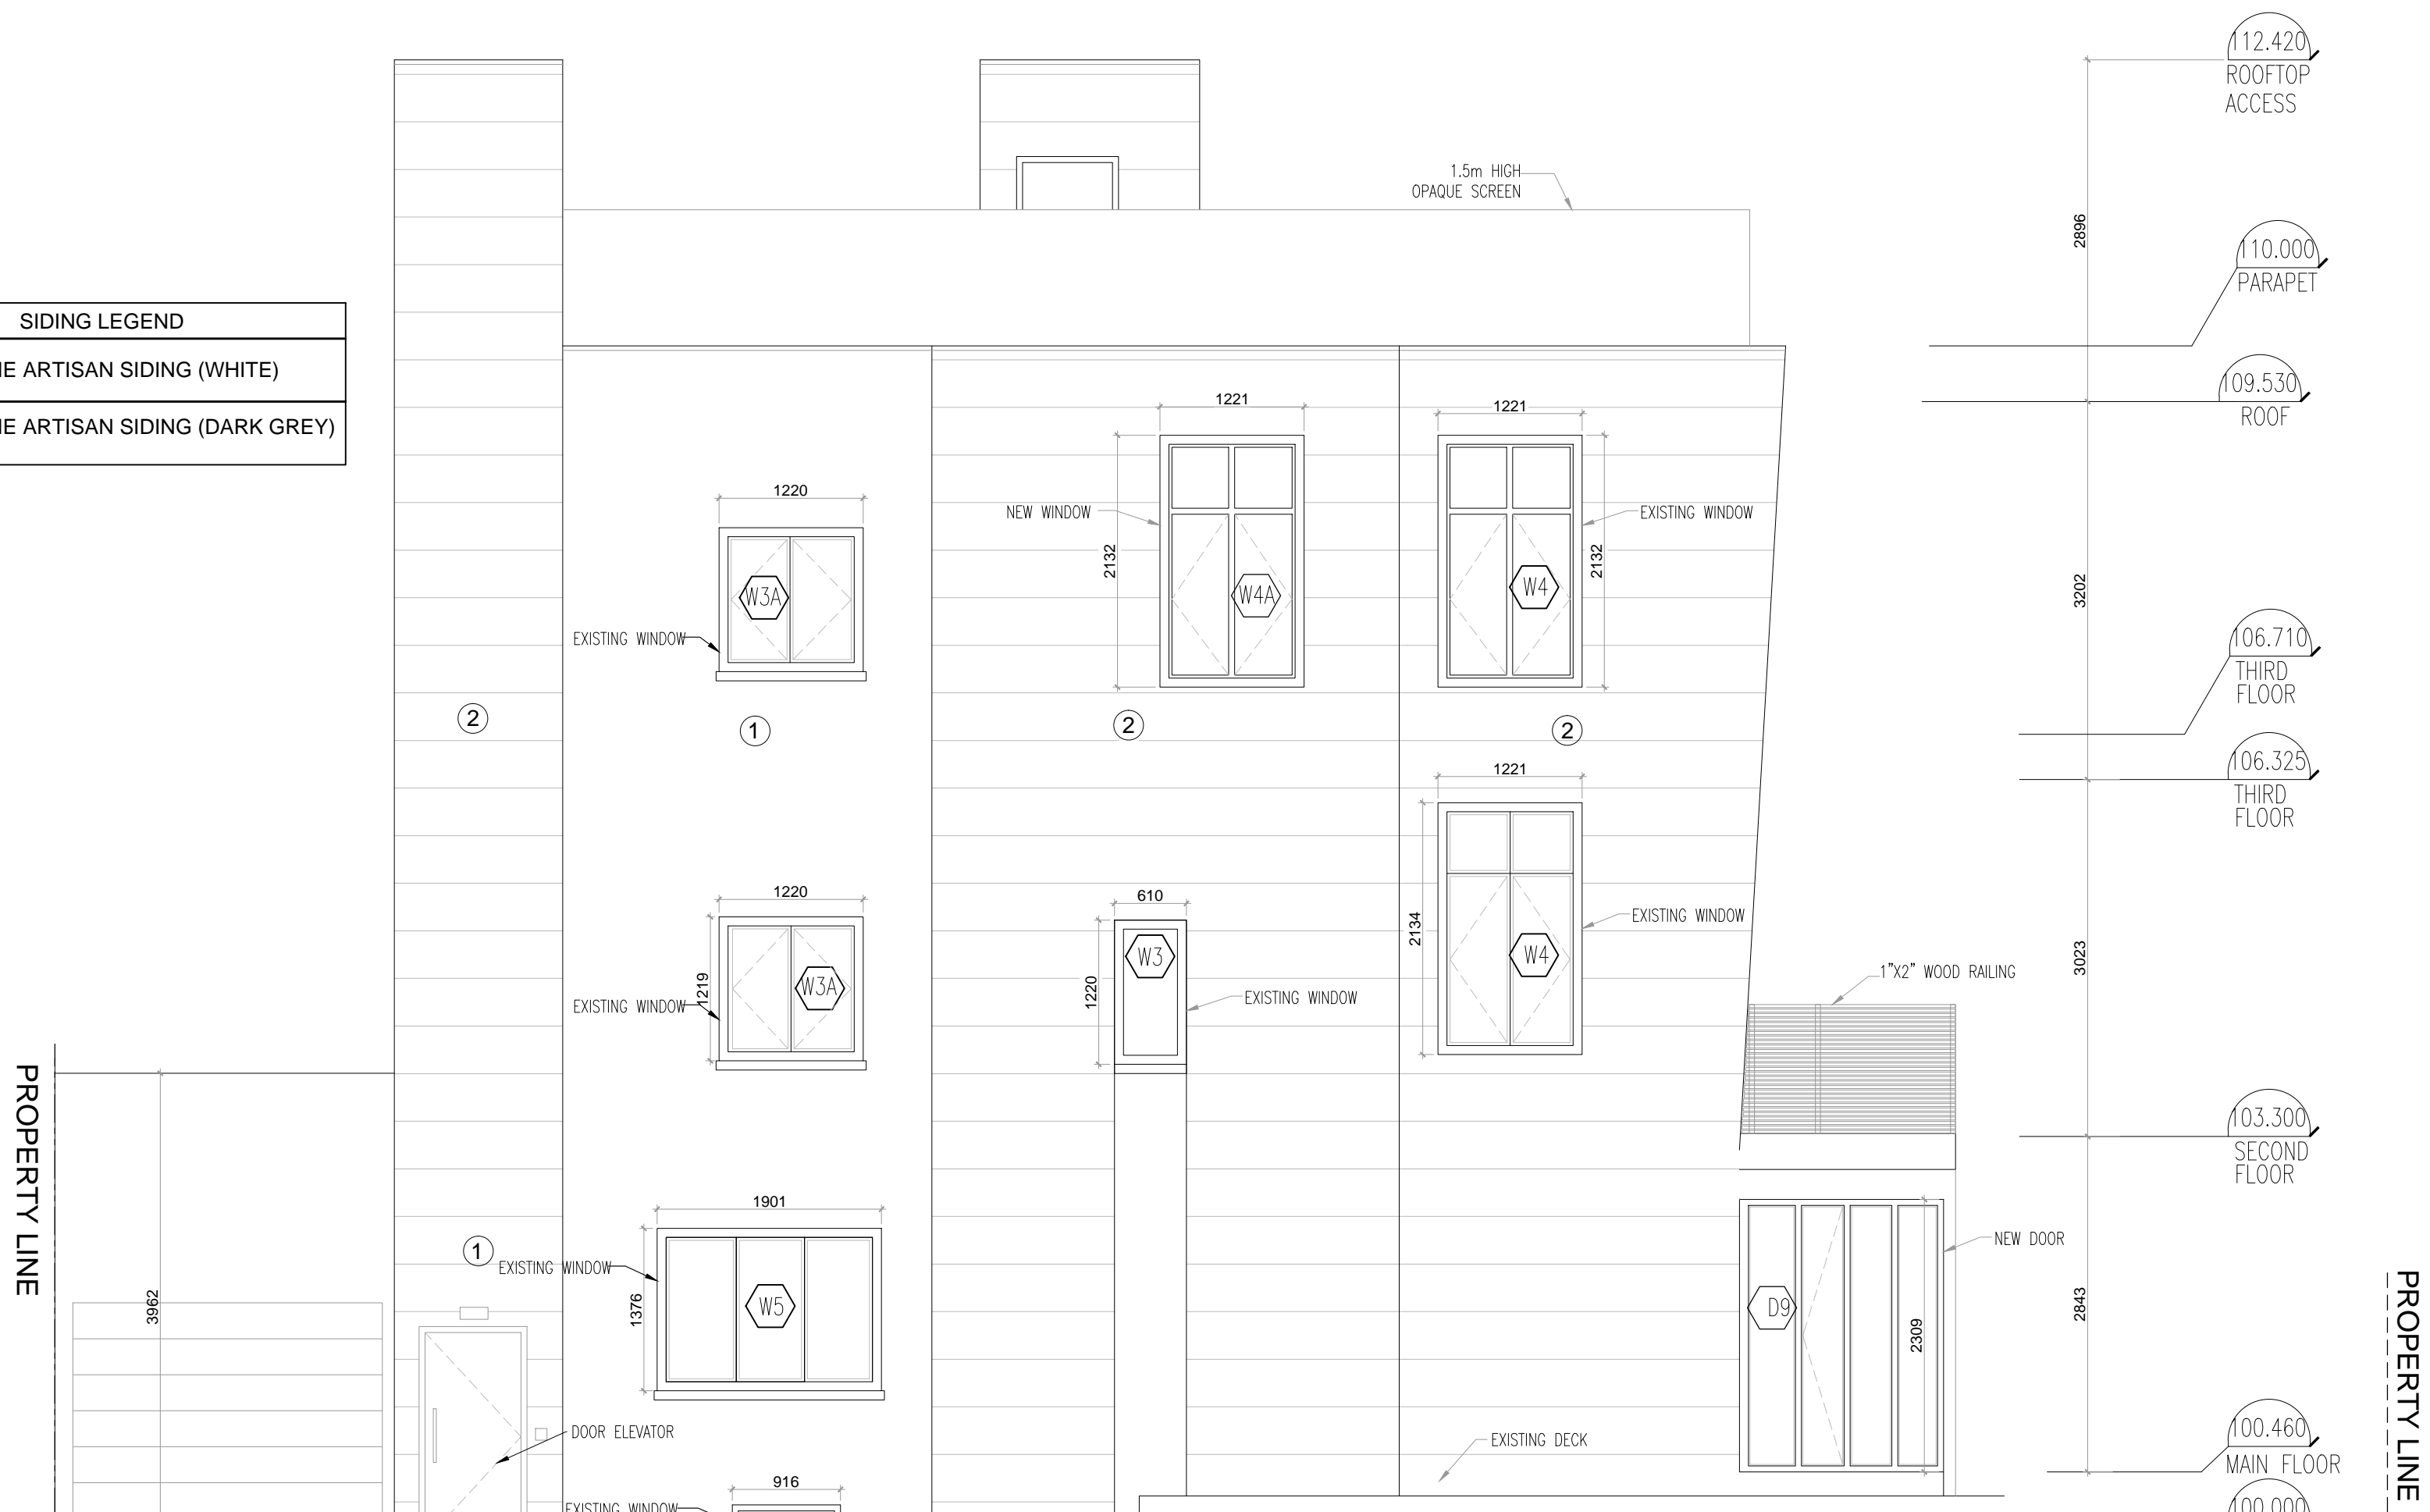 112.420
ROOFTOP
ACCESS
1.5m HIGH
OPAQUE SCREEN
2896
110.000
PARAPET
SIDING LEGEND
ARTISAN SIDING (WHITE)
ARTISAN SIDING (DARK GREY)
109.530
ROOF
1221
1221
1220
NEW WINDOW
EXISTING WINDOW
2132
2132
W3A
W4A
W4
3202
EXISTING WINDOW
106.710
THIRD
FLOOR
2
1
2
2
106.325
THIRD
FLOOR
1221
1220
610
2134
EXISTING WINDOW
W3
W4
3023
1"X2" WOOD RAILING
1219
W3A
1220
EXISTING WINDOW
EXISTING WINDOW
PROPERTY LINE
103.300
SECOND
FLOOR
1901
1
EXISTING WINDOW
NEW DOOR
3962
1376
W5
D9
2309
2843
PROPERTY LINE
DOOR ELEVATOR
EXISTING DECK
100.460
MAIN FLOOR
916
EXISTING WINDOW
100.000